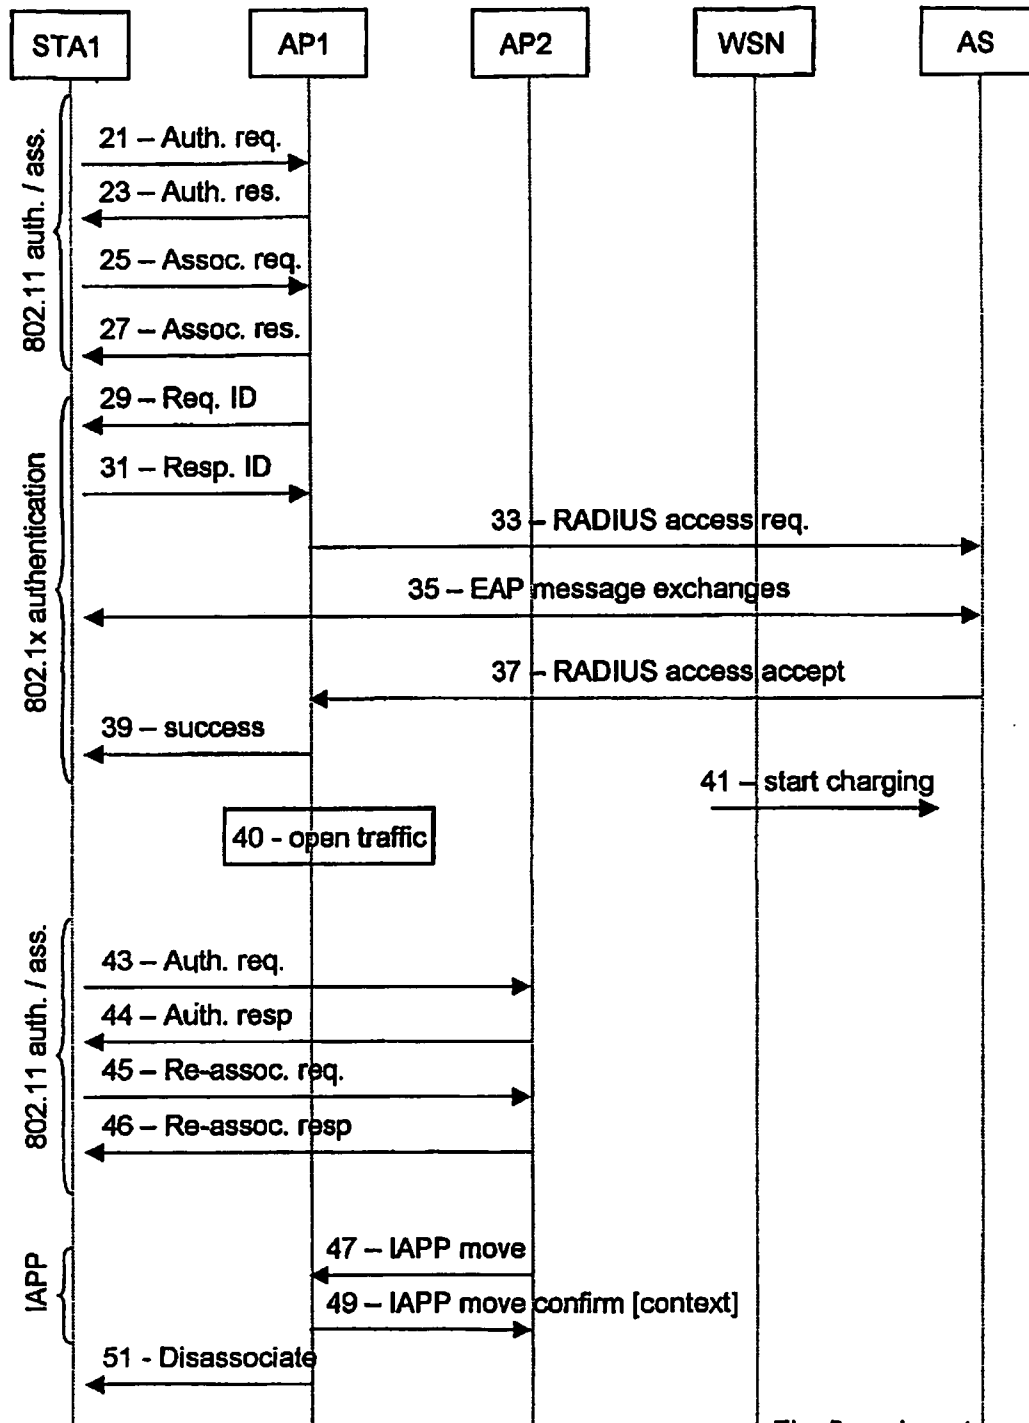 STA1
AP1
AP2
WSN
AS
802.11 auth. / ass.
21 – Auth. req.
23 – Auth. res.
25 – Assoc. req.
27 – Assoc. res.
802.1x authentication
29 – Req. ID
31 – Resp. ID
33 – RADIUS access req.
35 – EAP message exchanges
37 – RADIUS access accept
39 – success
41 – start charging
40 - open traffic
802.11 auth. / ass.
43 – Auth. req.
44 – Auth. resp
45 – Re-assoc. req.
46 – Re-assoc. resp
IAPP
47 – IAPP move
49 – IAPP move confirm [context]
51 - Disassociate